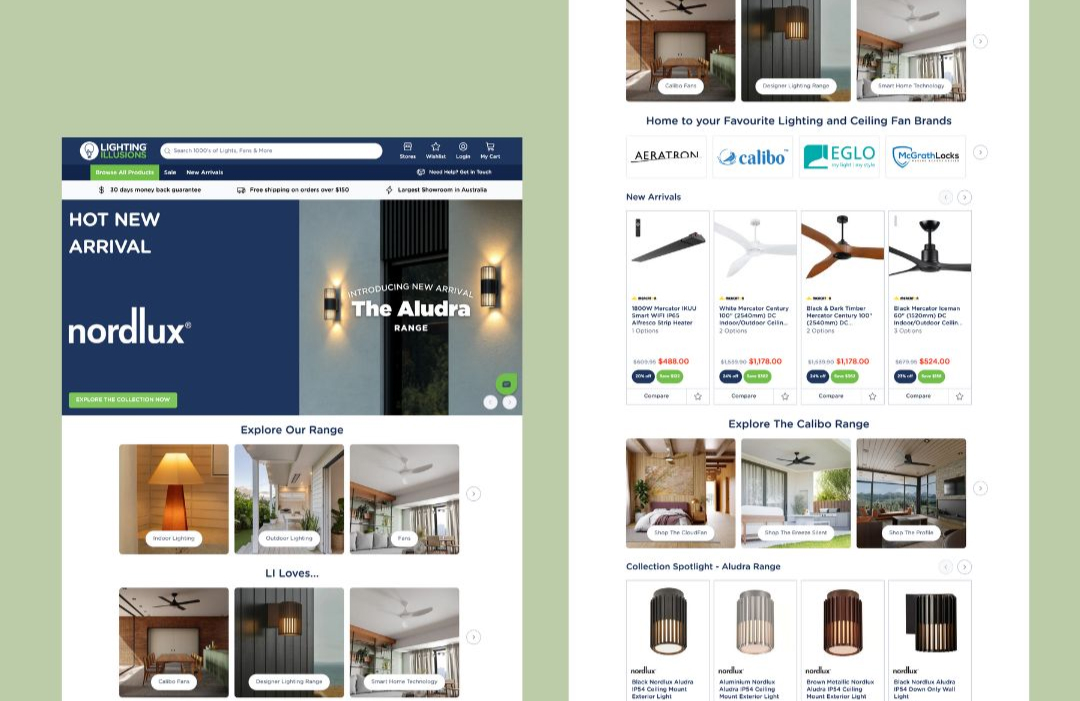 LIGHTING
ILLUSIONS
Search 1000's of Lights, Fans & More
Stores
Wishlist
Login
My Cart
Browse All Products
Sale
New Arrivals
Need Help? Get in Touch
30 days money back guarantee
Free shipping on orders over $150
Largest Showroom in Australia
HOT NEW
ARRIVAL
nordlux®
EXPLORE THE COLLECTION NOW
INTRODUCING NEW ARRIVAL
The Aludra
RANGE
Explore Our Range
Indoor Lighting
Outdoor Lighting
Fans
LI Loves...
Calibo Fans
Designer Lighting Range
Smart Home Technology
Calibo Fans
Designer Lighting Range
Smart Home Technology
Home to your Favourite Lighting and Ceiling Fan Brands
AERATRON
calibo™
EGLO
my light | my style
McGrathLocks
New Arrivals
1800W Mercator IKUU
Smart WIFI IP65
Alfresco Strip Heater
1 Options
$609.95 $488.00
20% off
Save $122
Compare
White Mercator Century
100" (2540mm) DC
Indoor/Outdoor Ceilin...
2 Options
$1,539.90 $1,178.00
24% off
Save $362
Compare
Black & Dark Timber
Mercator Century 100"
(2540mm) DC...
2 Options
$1,539.90 $1,178.00
24% off
Save $362
Compare
Black Mercator Iceman
60" (1520mm) DC
Indoor/Outdoor Ceilin...
3 Options
$524.00
23% off
Compare
Explore The Calibo Range
Shop The CloudFan
Shop The Breeze Silent
Shop The Profile
Collection Spotlight - Aludra Range
nordlux
Black Nordlux Aludra
IP54 Ceiling Mount
Exterior Light
nordlux
Aluminium Nordlux
Aludra IP54 Ceiling
Mount Exterior Light
nordlux
Brown Metallic Nordlux
Aludra IP54 Ceiling
Mount Exterior Light
nordlux
Black Nordlux Aludra
IP54 Down Only Wall
Light